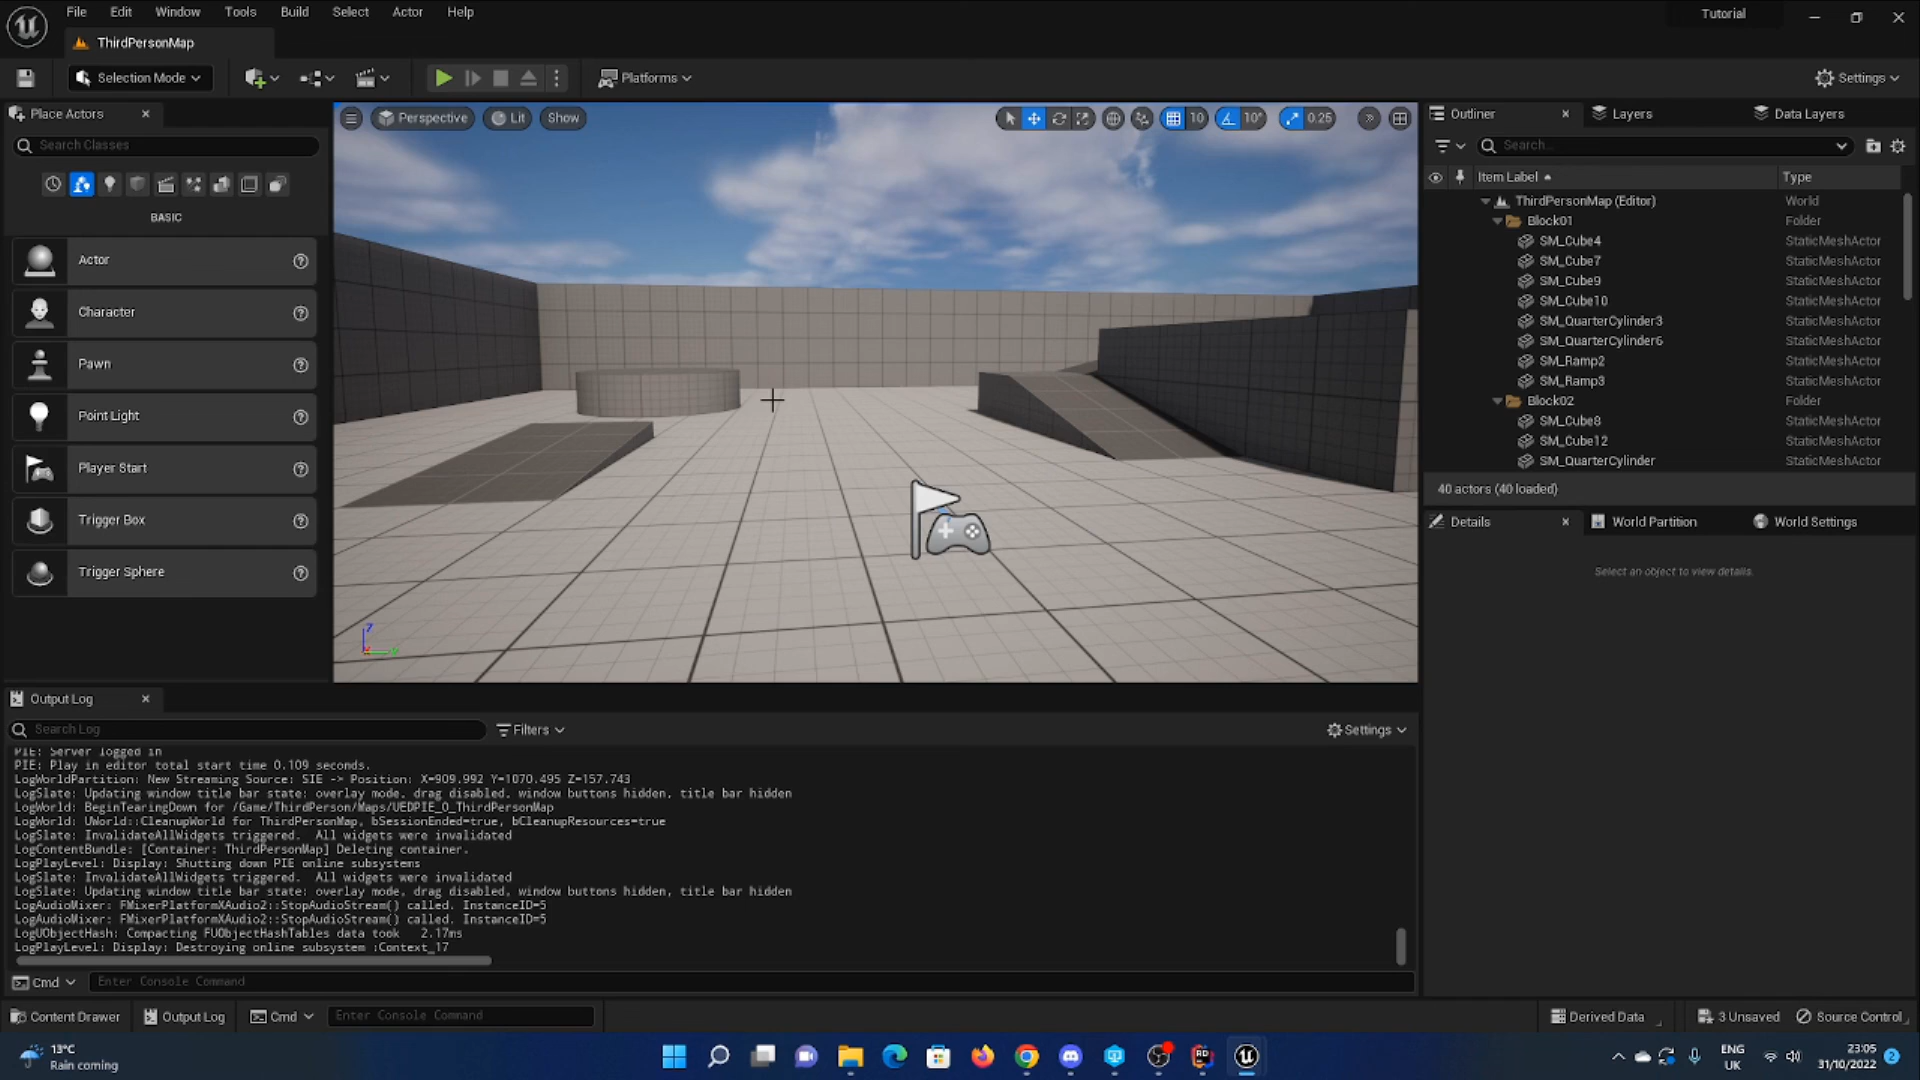 File Edit Window Tools Build Select Actor Help
Tutorial
ThirdPersonMap
Selection Mode
Platforms
Settings
Place Actors
Search Classes
BASIC
Actor
Character
Pawn
Point Light
Player Start
Trigger Box
Trigger Sphere
Perspective Lit Show
10 10° 0.25
Z
Outliner Layers Data Layers
Search...
Item Label Type
ThirdPersonMap (Editor) World
Block01 Folder
SM_Cube4 StaticMeshActor
SM_Cube7 StaticMeshActor
SM_Cube9 StaticMeshActor
SM_Cube10 StaticMeshActor
SM_QuarterCylinder3 StaticMeshActor
SM_QuarterCylinder6 StaticMeshActor
SM_Ramp2 StaticMeshActor
SM_Ramp3 StaticMeshActor
Block02 Folder
SM_Cube8 StaticMeshActor
SM_Cube12 StaticMeshActor
SM_QuarterCylinder StaticMeshActor
40 actors (40 loaded)
Details World Partition World Settings
Select an object to view details.
Output Log
Search Log
Filters
Settings
PIE: Server logged in
PIE: Play in editor total start time 0.109 seconds.
LogWorldPartition: New Streaming Source: SIE -> Position: X=909.992 Y=1070.495 Z=157.743
LogSlate: Updating window title bar state: overlay mode, drag disabled, window buttons hidden, title bar hidden
LogWorld: BeginTearingDown for /Game/ThirdPerson/Maps/UEDPIE_0_ThirdPersonMap
LogWorld: UWorld::CleanupWorld for ThirdPersonMap, bSessionEnded=true, bCleanupResources=true
LogSlate: InvalidateAllWidgets triggered.  All widgets were invalidated
LogContentBundle: [Container: ThirdPersonMap] Deleting container.
LogPlayLevel: Display: Shutting down PIE online subsystems
LogSlate: InvalidateAllWidgets triggered.  All widgets were invalidated
LogSlate: Updating window title bar state: overlay mode, drag disabled, window buttons hidden, title bar hidden
LogAudioMixer: FMixerPlatformXAudio2::StopAudioStream() called. InstanceID=5
LogAudioMixer: FMixerPlatformXAudio2::StopAudioStream() called. InstanceID=5
LogUObjectHash: Compacting FUObjectHashTables data took   2.17ms
LogPlayLevel: Display: Destroying online subsystem :Context_17
Cmd Enter Console Command
Content Drawer Output Log Cmd Enter Console Command Derived Data 3 Unsaved Source Control
13°C
Rain coming
ENG
UK
23:05
31/10/2022
2